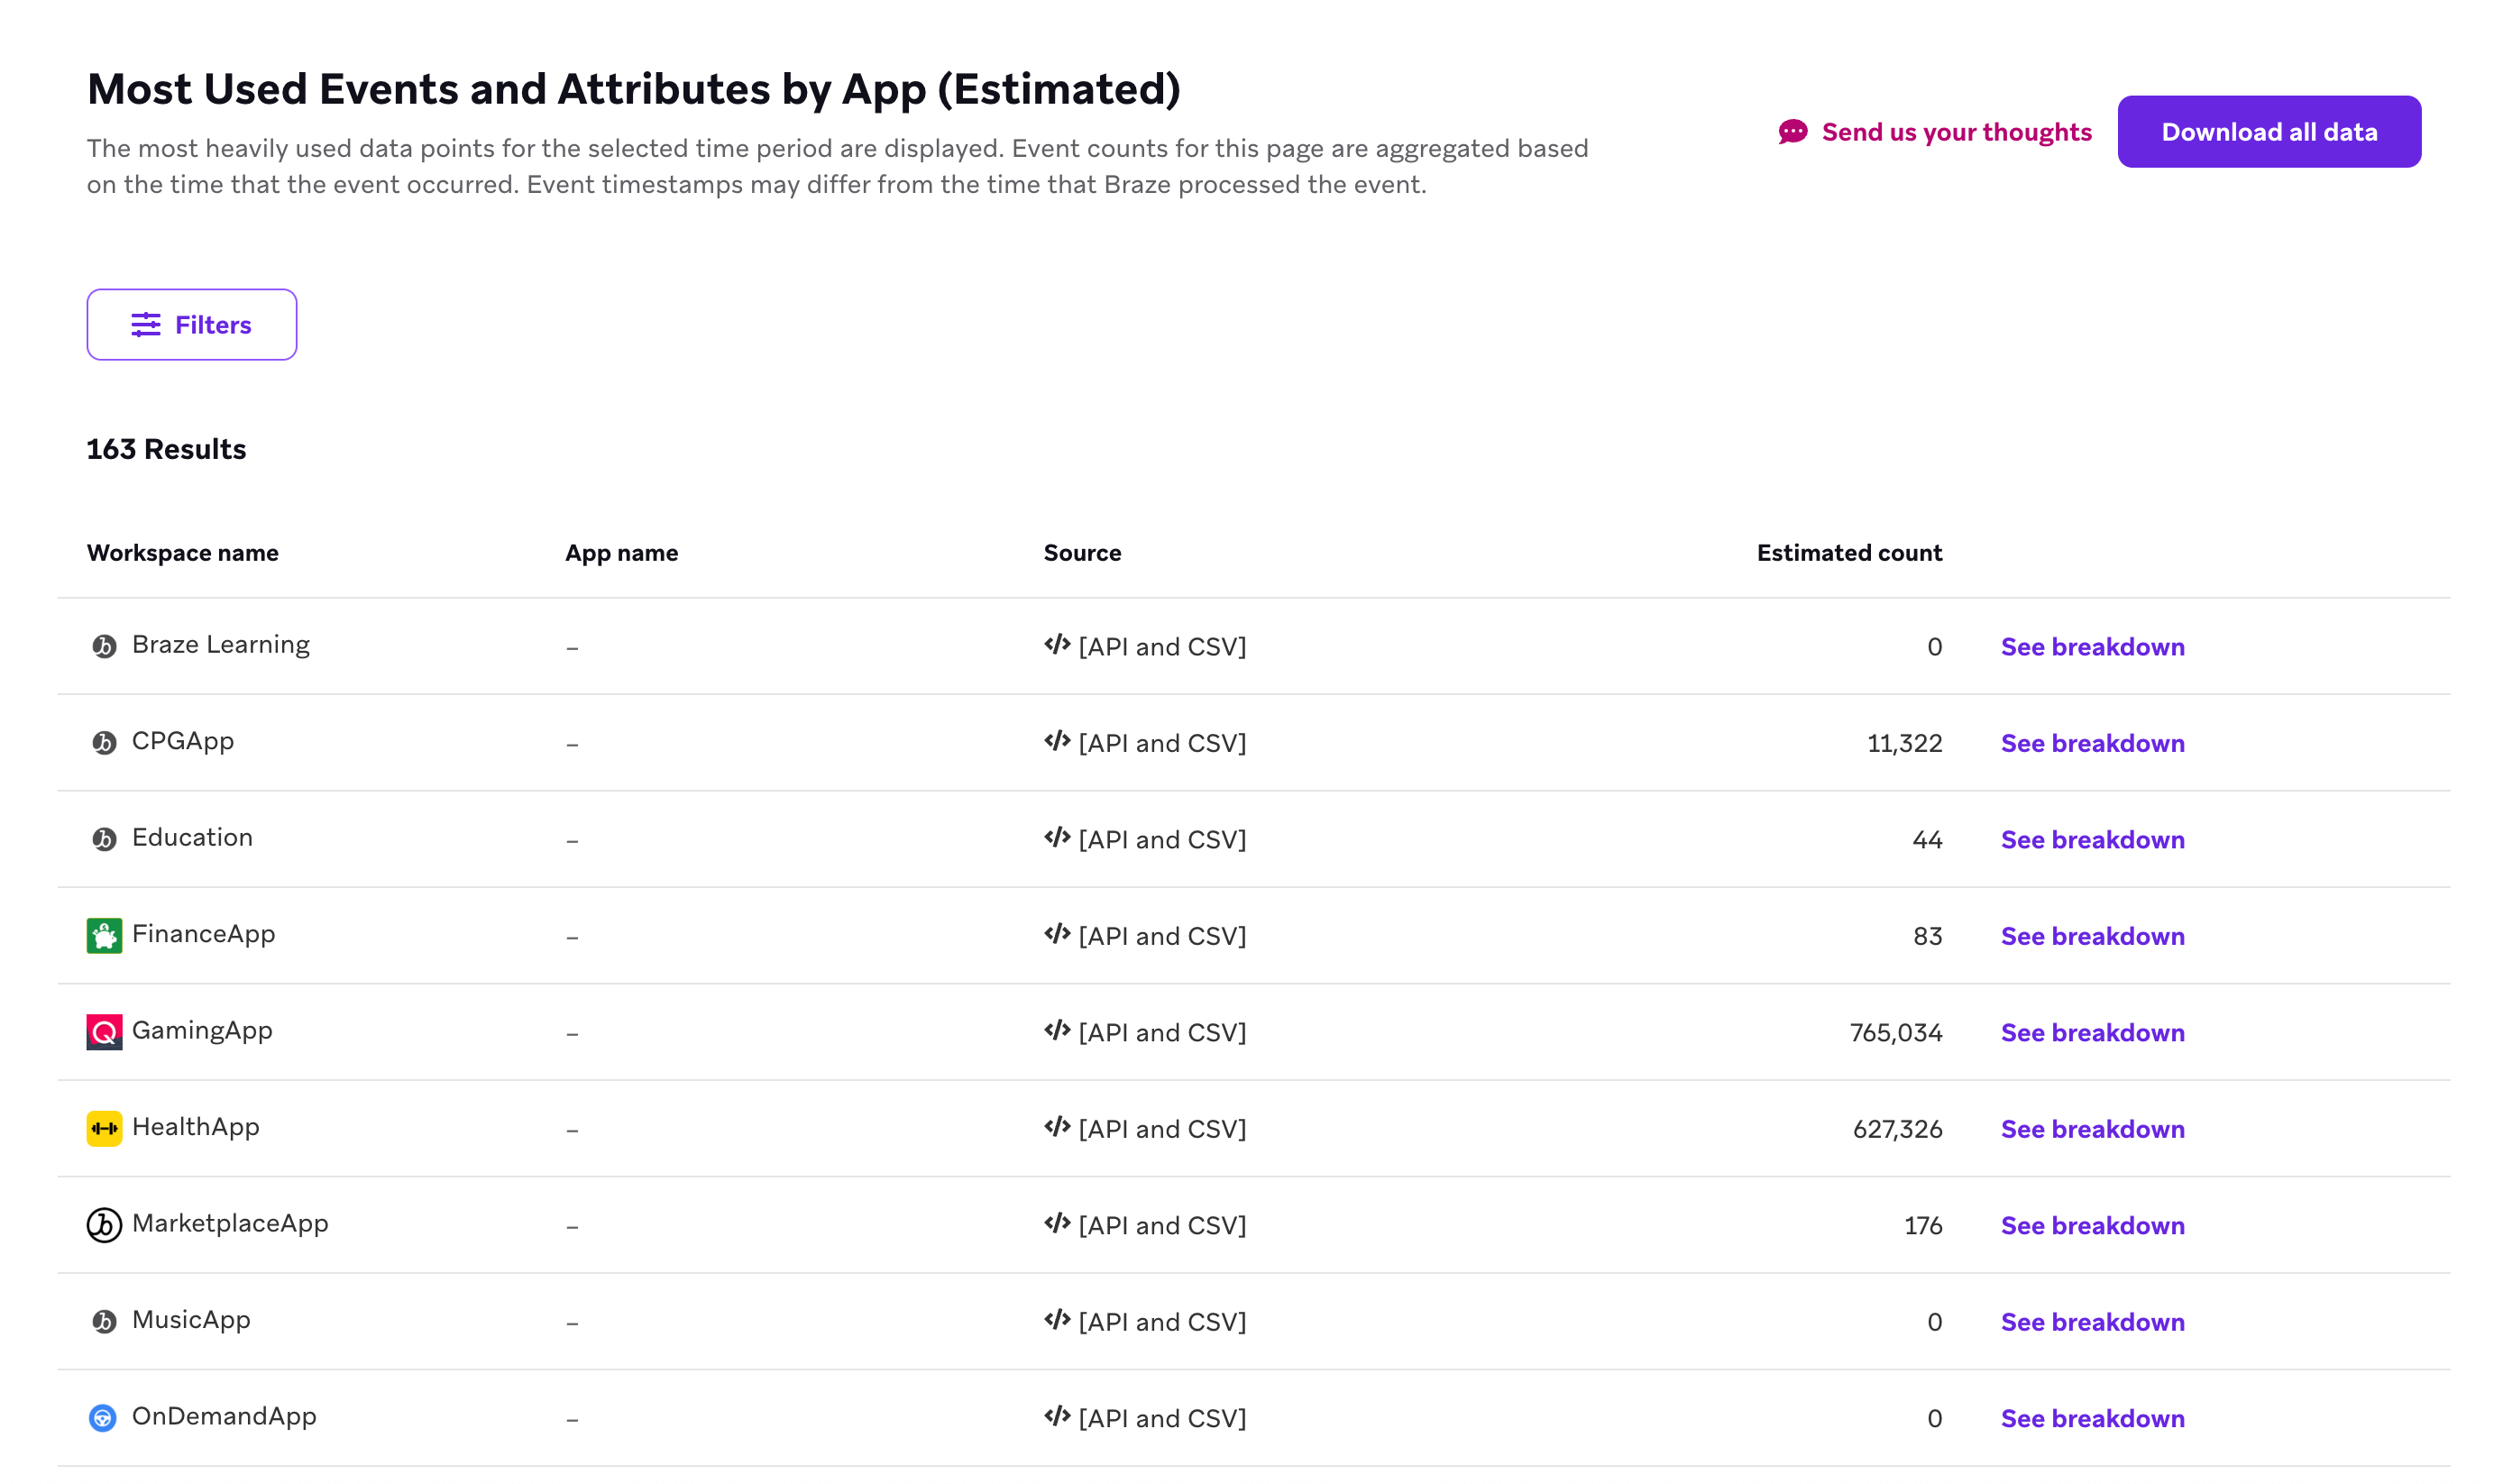 Most Used Events and Attributes by App (Estimated)
The most heavily used data points for the selected time period are displayed. Event counts for this page are aggregated based
on the time that the event occurred. Event timestamps may differ from the time that Braze processed the event.
Send us your thoughts
Download all data
Filters
163 Results
Workspace name App name Source Estimated count
Braze Learning – </> [API and CSV] 0 See breakdown
CPGApp – </> [API and CSV] 11,322 See breakdown
Education – </> [API and CSV] 44 See breakdown
FinanceApp – </> [API and CSV] 83 See breakdown
GamingApp – </> [API and CSV] 765,034 See breakdown
HealthApp – </> [API and CSV] 627,326 See breakdown
MarketplaceApp – </> [API and CSV] 176 See breakdown
MusicApp – </> [API and CSV] 0 See breakdown
OnDemandApp – </> [API and CSV] 0 See breakdown